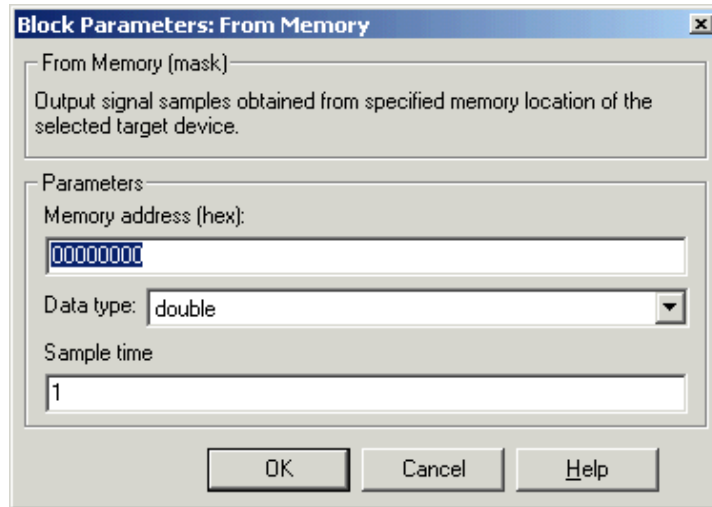 Block Parameters: From Memory
From Memory (mask)
Output signal samples obtained from specified memory location of the
selected target device.
Parameters
Memory address (hex):
00000000
Data type: double
Sample time
1
OK Cancel Help